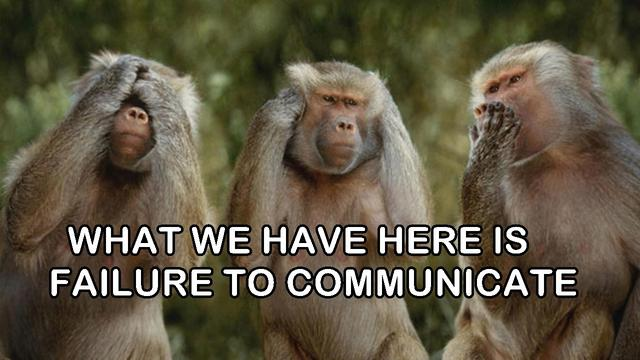 WHAT WE HAVE HERE IS
FAILURE TO COMMUNICATE